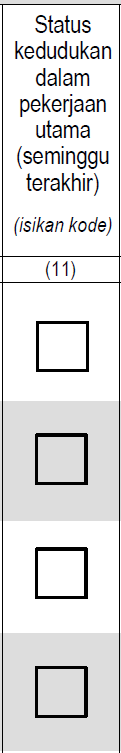 Status
kedudukan
dalam
pekerjaan
utama
(seminggu
terakhir)
(isikan kode)
(11)